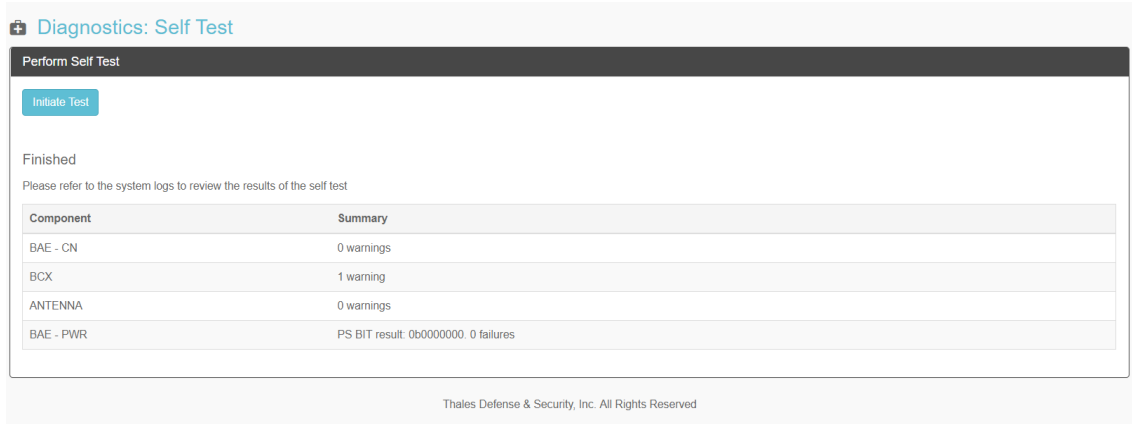 Diagnostics: Self Test
Perform Self Test
Initiate Test
Finished
Please refer to the system logs to review the results of the self test
Component Summary
BAE - CN 0 warnings
BCX 1 warning
ANTENNA 0 warnings
BAE - PWR PS BIT result: 0b0000000. 0 failures
Thales Defense & Security, Inc. All Rights Reserved